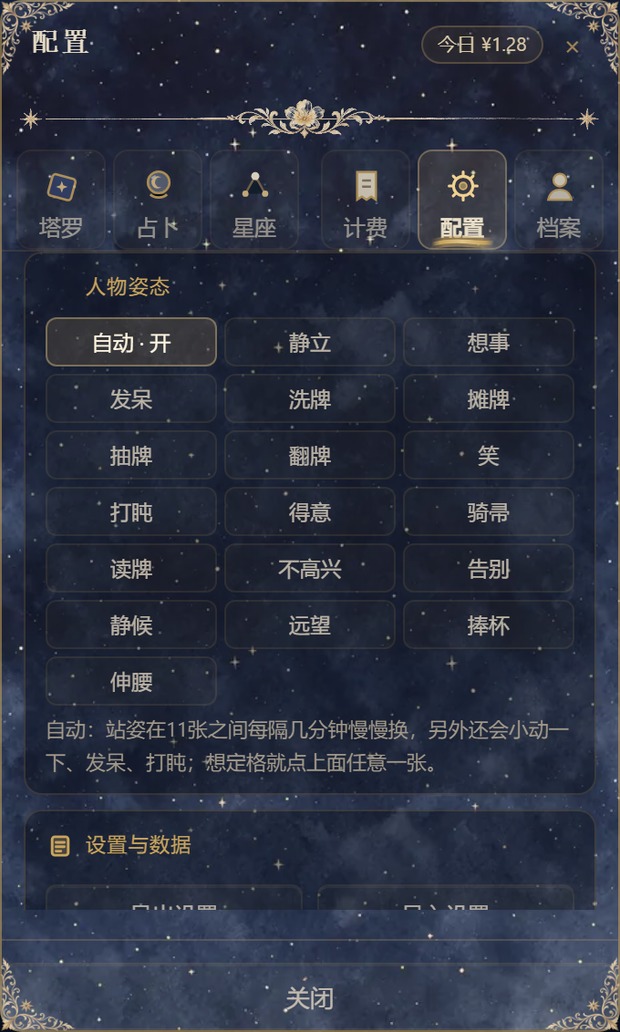 配置
今日 ¥1.28
×
塔罗 占卜 星座 计费 配置 档案
人物姿态
自动 · 开 静立 想事
发呆 洗牌 摊牌
抽牌 翻牌 笑
打盹 得意 骑帚
读牌 不高兴 告别
静候 远望 捧杯
伸腰
自动：站姿在11张之间每隔几分钟慢慢换，另外还会小动一
下、发呆、打盹；想定格就点上面任意一张。
设置与数据
关闭